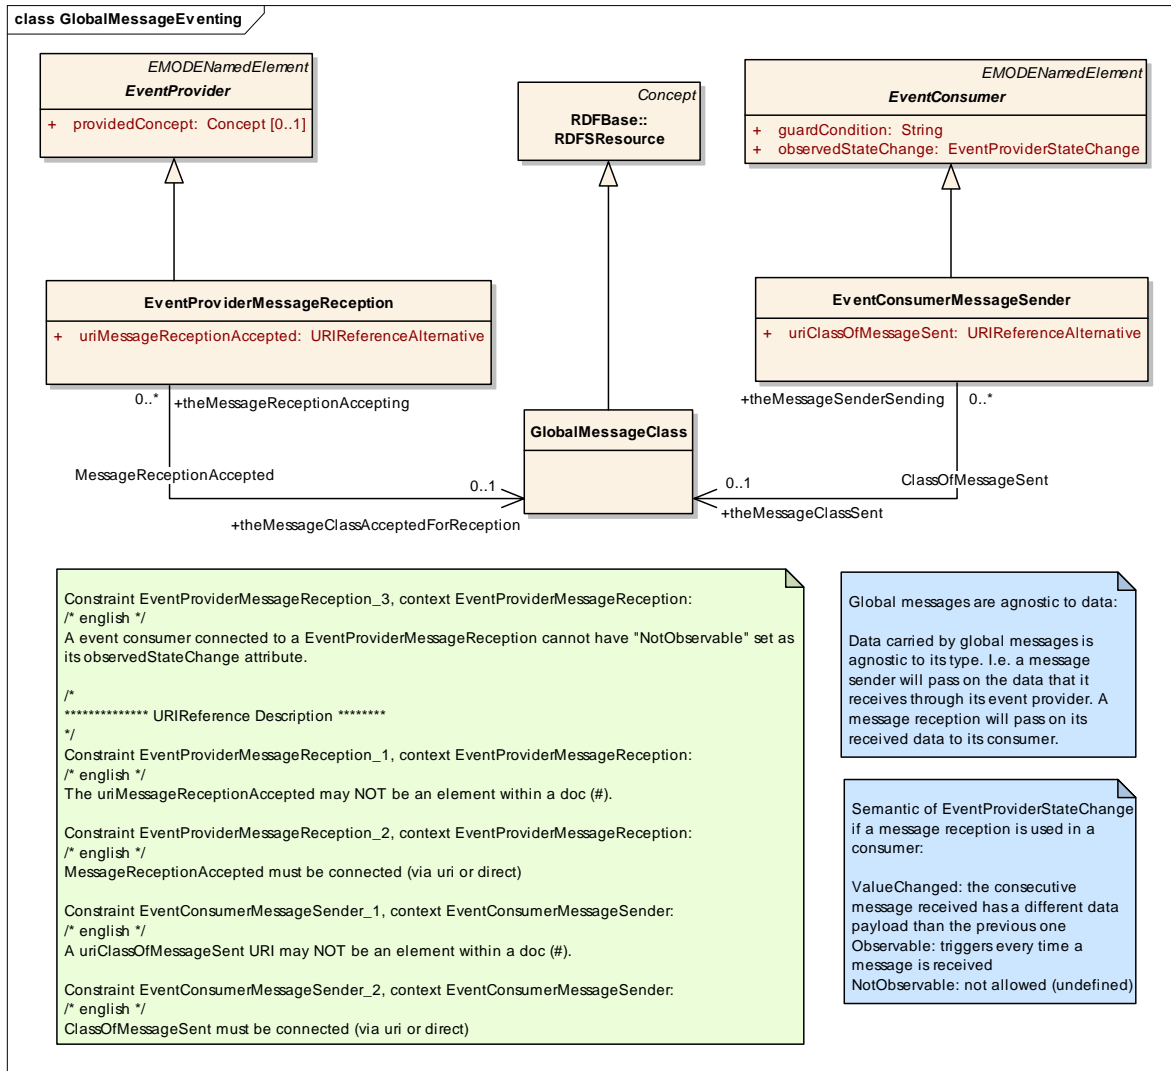 class GlobalMessageEventing
EMODENamedElement
EventProvider
+ providedConcept: Concept [0..1]
Concept
RDFBase::
RDFSResource
EMODENamedElement
EventConsumer
+ guardCondition: String
+ observedStateChange: EventProviderStateChange
EventProviderMessageReception
+ uriMessageReceptionAccepted: URIReferenceAlternative
EventConsumerMessageSender
+ uriClassOfMessageSent: URIReferenceAlternative
0..* +theMessageReceptionAccepting
+theMessageSenderSending 0..*
GlobalMessageClass
MessageReceptionAccepted
ClassOfMessageSent
0..1
0..1
+theMessageClassAcceptedForReception
+theMessageClassSent
Constraint EventProviderMessageReception_3, context EventProviderMessageReception:
/* english */
A event consumer connected to a EventProviderMessageReception cannot have "NotObservable" set as
its observedStateChange attribute.
/*
************** URIReference Description ********
*/
Constraint EventProviderMessageReception_1, context EventProviderMessageReception:
/* english */
The uriMessageReceptionAccepted may NOT be an element within a doc (#).
Constraint EventProviderMessageReception_2, context EventProviderMessageReception:
/* english */
MessageReceptionAccepted must be connected (via uri or direct)
Constraint EventConsumerMessageSender_1, context EventConsumerMessageSender:
/* english */
A uriClassOfMessageSent URI may NOT be an element within a doc (#).
Constraint EventConsumerMessageSender_2, context EventConsumerMessageSender:
/* english */
ClassOfMessageSent must be connected (via uri or direct)
Global messages are agnostic to data:
Data carried by global messages is
agnostic to its type. I.e. a message
sender will pass on the data that it
receives through its event provider. A
message reception will pass on its
received data to its consumer.
Semantic of EventProviderStateChange
if a message reception is used in a
consumer:
ValueChanged: the consecutive
message received has a different data
payload than the previous one
Observable: triggers every time a
message is received
NotObservable: not allowed (undefined)